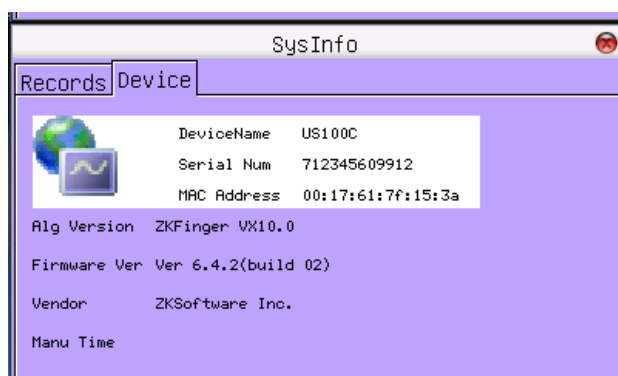 SysInfo
Records Device
DeviceName US100C
Serial Num 712345609912
MAC Address 00:17:61:7f:15:3a
Alg Version ZKFinger VX10.0
Firmware Ver Ver 6.4.2(build 02)
Vendor ZKSoftware Inc.
Manu Time